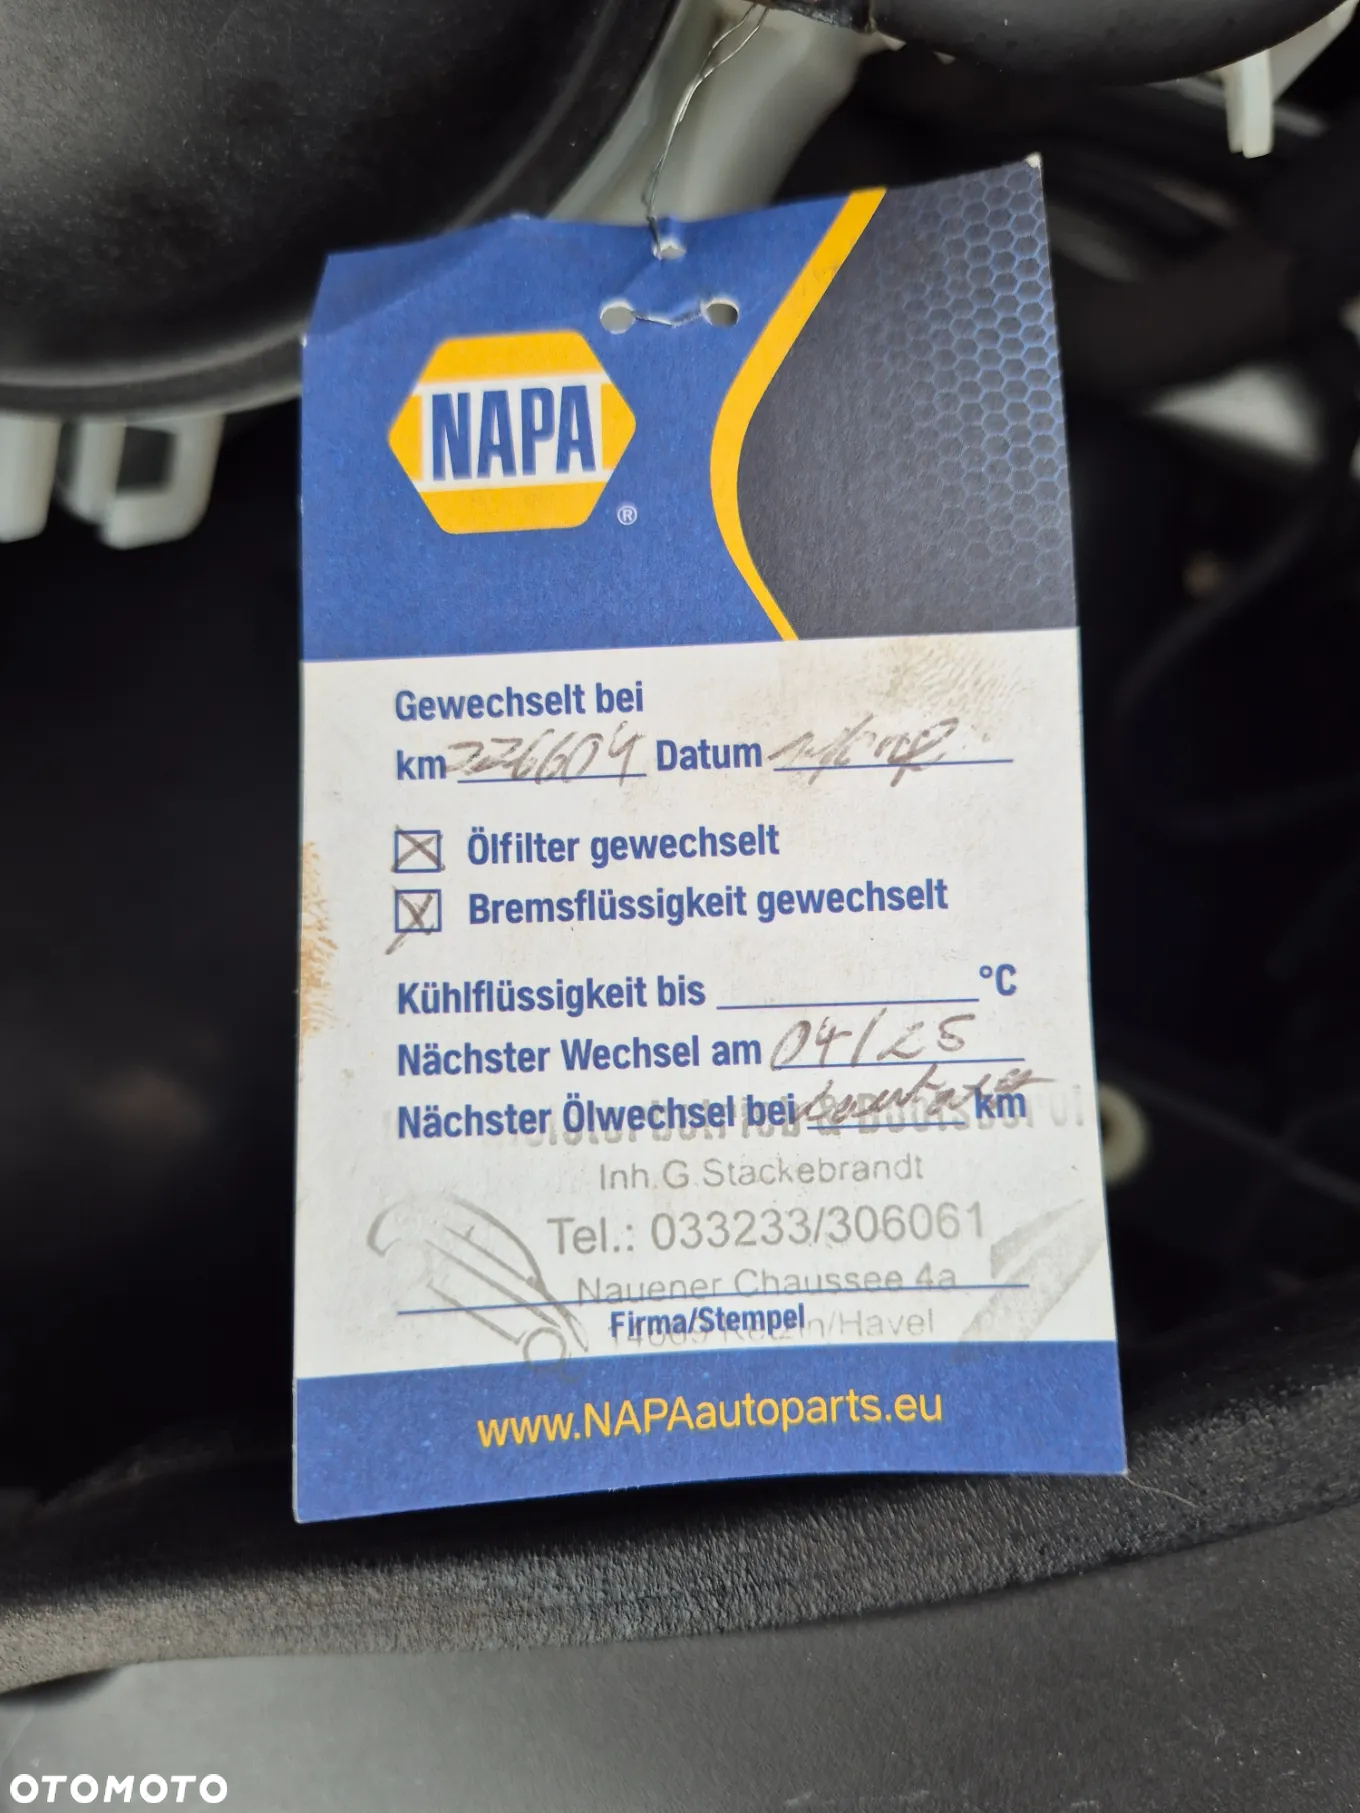 NAPA
®
Gewechselt bei
km 226604 Datum
Ölfilter gewechselt
Bremsflüssigkeit gewechselt
Kühlflüssigkeit bis °C
Nächster Wechsel am 04/25
Nächster Ölwechsel bei km
Inh.G.Stackebrandt
Tel.: 033233/306061
Nauener Chaussee 4a
Firma/Stempel
/Havel
www.NAPAautoparts.eu
OTOMOTO